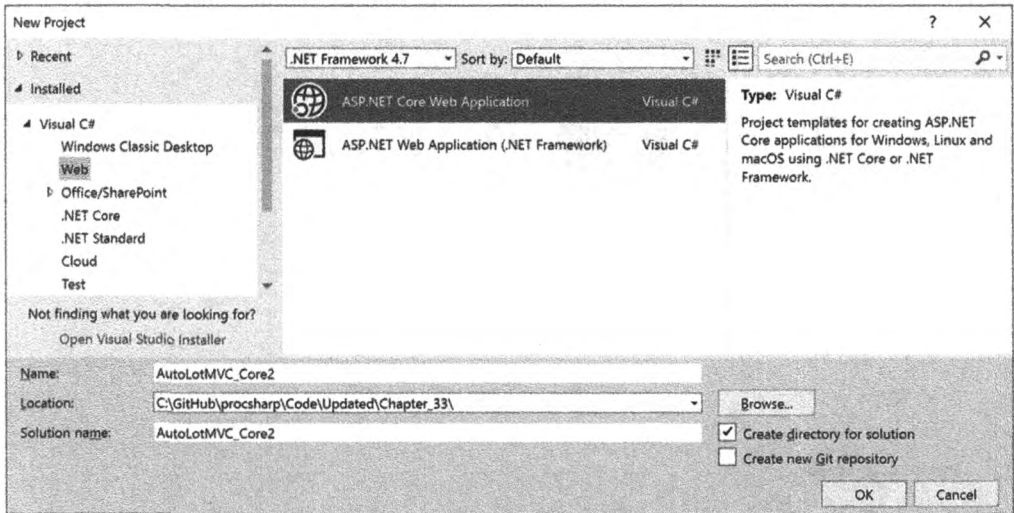 New Project
? ×
Recent
Installed
Visual C#
Windows Classic Desktop
Web
Office/SharePoint
.NET Core
.NET Standard
Cloud
Test
Not finding what you are looking for?
Open Visual Studio Installer
.NET Framework 4.7
Sort by: Default
Search (Ctrl+E)
ASP.NET Core Web Application Visual C#
ASP.NET Web Application (.NET Framework) Visual C#
Type: Visual C#
Project templates for creating ASP.NET
Core applications for Windows, Linux and
macOS using .NET Core or .NET
Framework.
Name: AutoLotMVC_Core2
Location: C:\GitHub\procsharp\Code\Updated\Chapter_33\
Browse...
Solution name: AutoLotMVC_Core2
Create directory for solution
Create new Git repository
OK Cancel